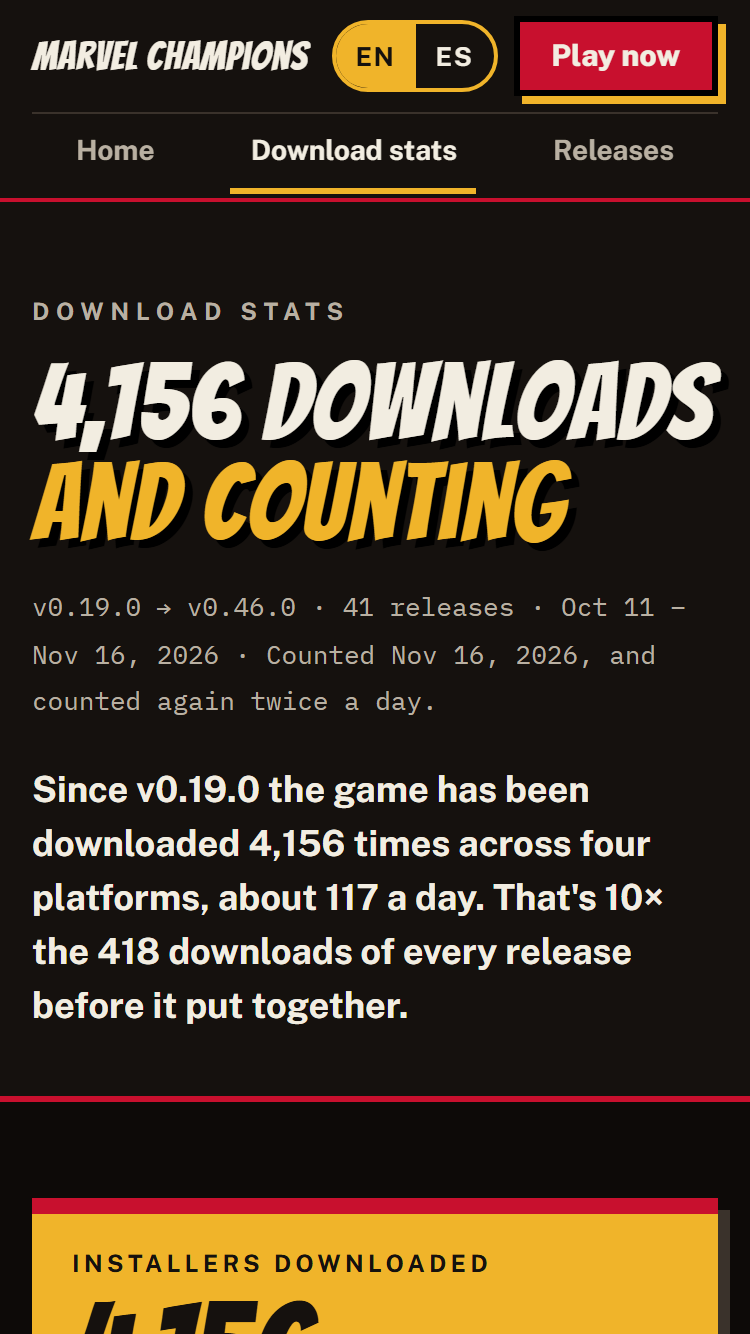 MARVEL CHAMPIONS
EN ES
Play now
Home Download stats Releases
DOWNLOAD STATS
4,156 DOWNLOADS
AND COUNTING
v0.19.0 → v0.46.0 · 41 releases · Oct 11 –
Nov 16, 2026 · Counted Nov 16, 2026, and
counted again twice a day.
Since v0.19.0 the game has been
downloaded 4,156 times across four
platforms, about 117 a day. That's 10×
the 418 downloads of every release
before it put together.
INSTALLERS DOWNLOADED
4,156